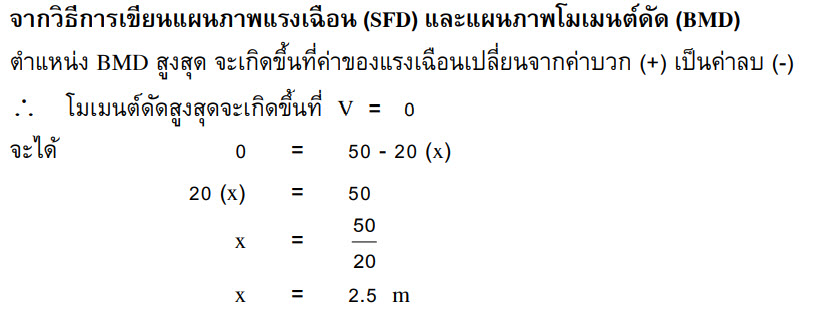 จากวิธีการเขียนแผนภาพแรงเฉือน (SFD) และแผนภาพโมเมนต์ดัด (BMD)
ตำแหน่ง BMD สูงสุด จะเกิดขึ้นที่ค่าของแรงเฉือนเปลี่ยนจากค่าบวก (+) เป็นค่าลบ (-)
∴ โมเมนต์ดัดสูงสุดจะเกิดขึ้นที่ V = 0
จะได้ 0 = 50 - 20 (x)
20 (x) = 50
x = 50/20
x = 2.5 m